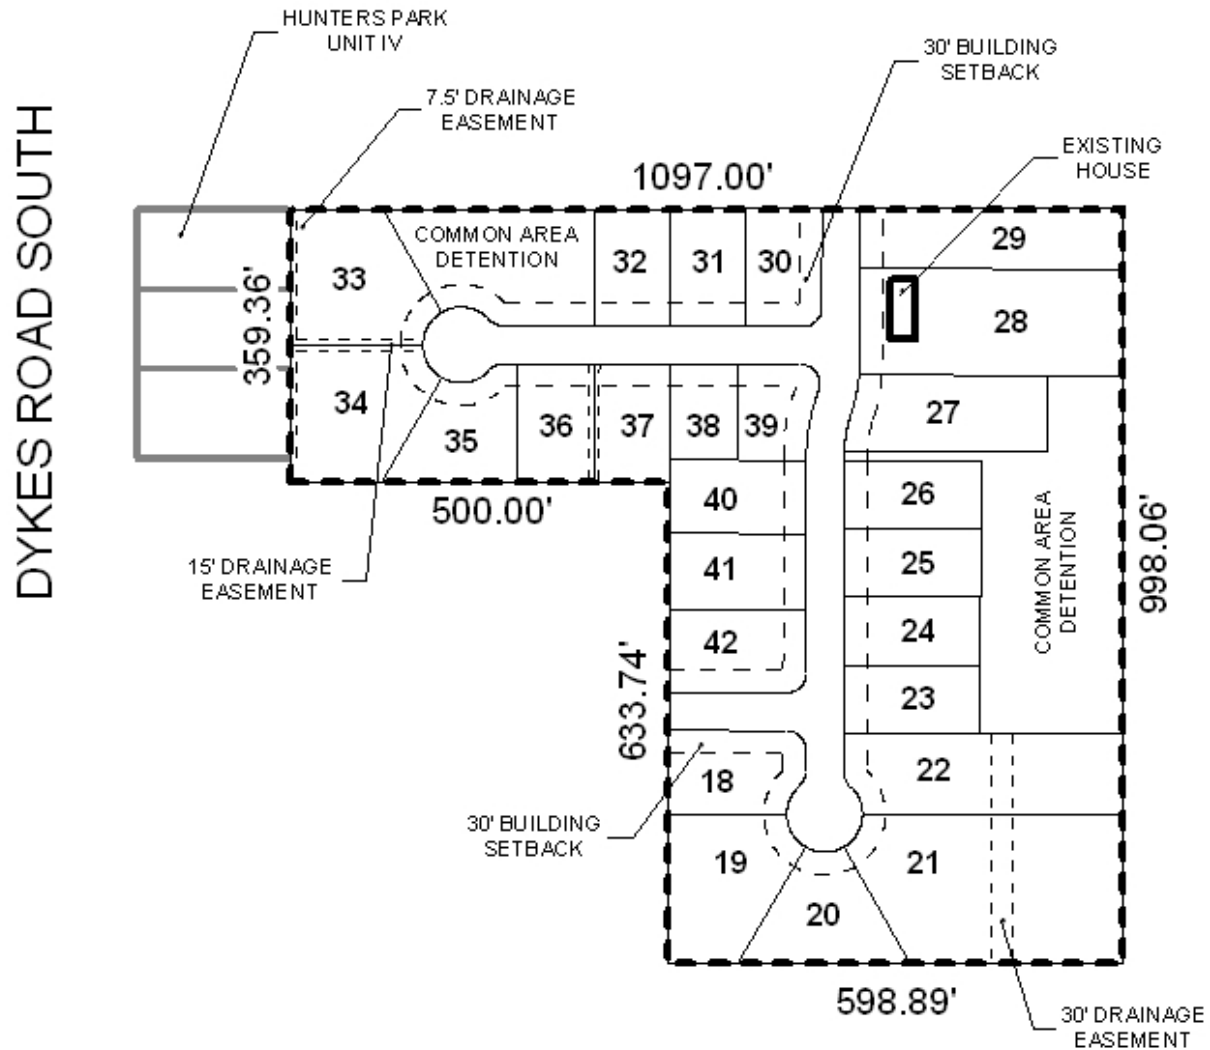 HUNTERS PARK
UNIT IV
30' BUILDING
SETBACK
7.5' DRAINAGE
EASEMENT
EXISTING
HOUSE
1097.00'
DYKES ROAD SOUTH
COMMON AREA
DETENTION
33
32
31
30
29
28
359.36'
34
35
36
37
38
39
27
500.00'
40
26
41
25
42
24
23
COMMON AREA
DETENTION
998.06'
15' DRAINAGE
EASEMENT
633.74'
18
22
30' BUILDING
SETBACK
19
20
21
598.89'
30' DRAINAGE
EASEMENT